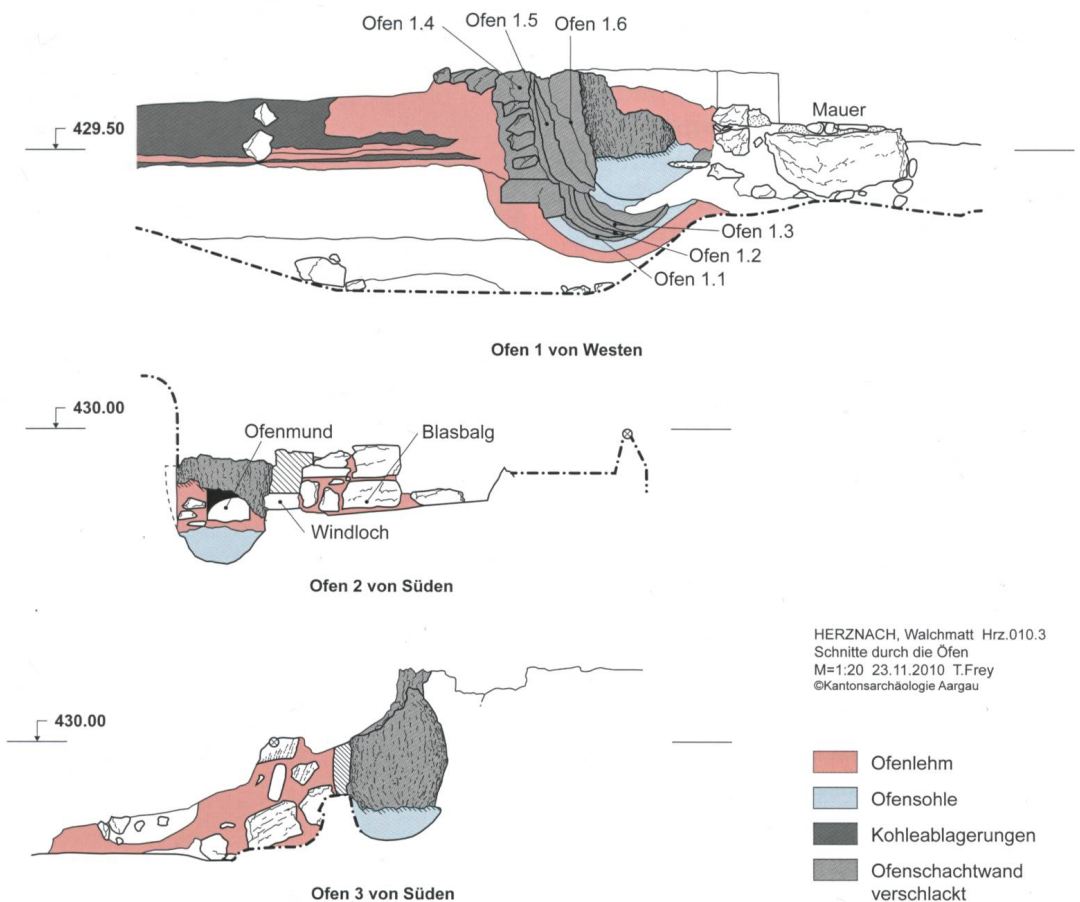 Ofen 1.4
Ofen 1.5
Ofen 1.6
429.50
Mauer
Ofen 1.3
Ofen 1.2
Ofen 1.1
Ofen 1 von Westen
430.00
Ofenmund
Blasbalg
Windloch
Ofen 2 von Süden
HERZNACH, Walchmatt Hrz.010.3
Schnitte durch die Öfen
M=1:20 23.11.2010 T.Frey
©Kantonsarchäologie Aargau
430.00
Ofenlehm
Ofensohle
Kohleablagerungen
Ofenschachtwand
verschlackt
Ofen 3 von Süden